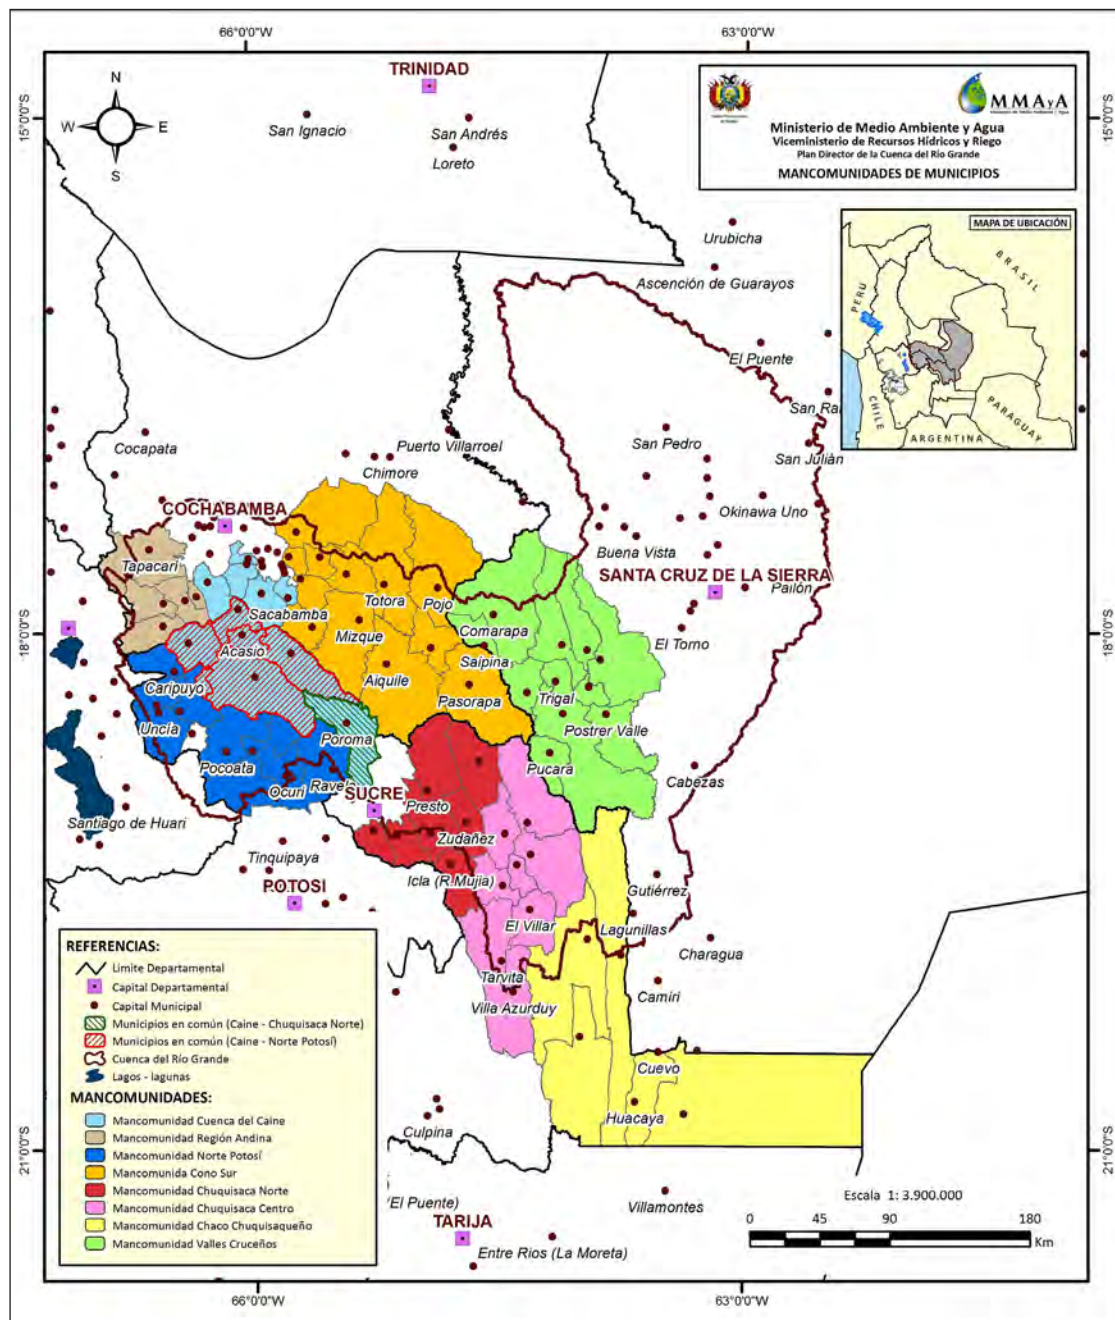 66°0'0"W
63°0'0"W
TRINIDAD
San Ignacio
San Andrés
Loreto
N
W
E
S
15°0'0"S
15°0'0"S
MMAyA
Ministerio de Medio Ambiente y Agua
Viceministerio de Recursos Hídricos y Riego
Plan Director de la Cuenca del Río Grande
MANCOMUNIDADES DE MUNICIPIOS
MAPA DE UBICACIÓN
BRASIL
PERU
CHILE
PARAGUAY
ARGENTINA
Urubicha
Ascención de Guarayos
El Puente
San Ra
San Julián
San Pedro
Okinawa Uno
Buena Vista
SANTA CRUZ DE LA SIERRA
Pailón
El Torno
Cocapata
Puerto Villarroel
Chimore
COCHABAMBA
Tapacarí
Sacabamba
Totora
Pojo
Comarapa
Mizque
Saipina
Acasio
Aiquile
Pasorapa
Trigal
Caripuyo
Postrer Valle
Uncía
Poroma
Pucara
Pocoata
Cabezas
Ocurí
Ravelo
SUCRE
Presto
Santiago de Huari
Zudañez
Tinquipaya
Icla (R.Mujia)
Gutiérrez
POTOSI
El Villar
Lagunillas
Charagua
Tarvita
Camiri
Villa Azurduy
Cuevo
Huacaya
Culpina
(El Puente)
Villamontes
TARIJA
Entre Rios (La Moreta)
18°0'0"S
18°0'0"S
21°0'0"S
21°0'0"S
REFERENCIAS:
Limite Departamental
Capital Departamental
Capital Municipal
Municipios en común (Caine - Chuquisaca Norte)
Municipios en común (Caine - Norte Potosí)
Cuenca del Río Grande
Lagos - lagunas
MANCOMUNIDADES:
Mancomunidad Cuenca del Caine
Mancomunidad Región Andina
Mancomunidad Norte Potosí
Mancomunida Cono Sur
Mancomunidad Chuquisaca Norte
Mancomunidad Chuquisaca Centro
Mancomunidad Chaco Chuquisaqueño
Mancomunidad Valles Cruceños
Escala 1: 3.900.000
0 45 90 180
Km
66°0'0"W
63°0'0"W